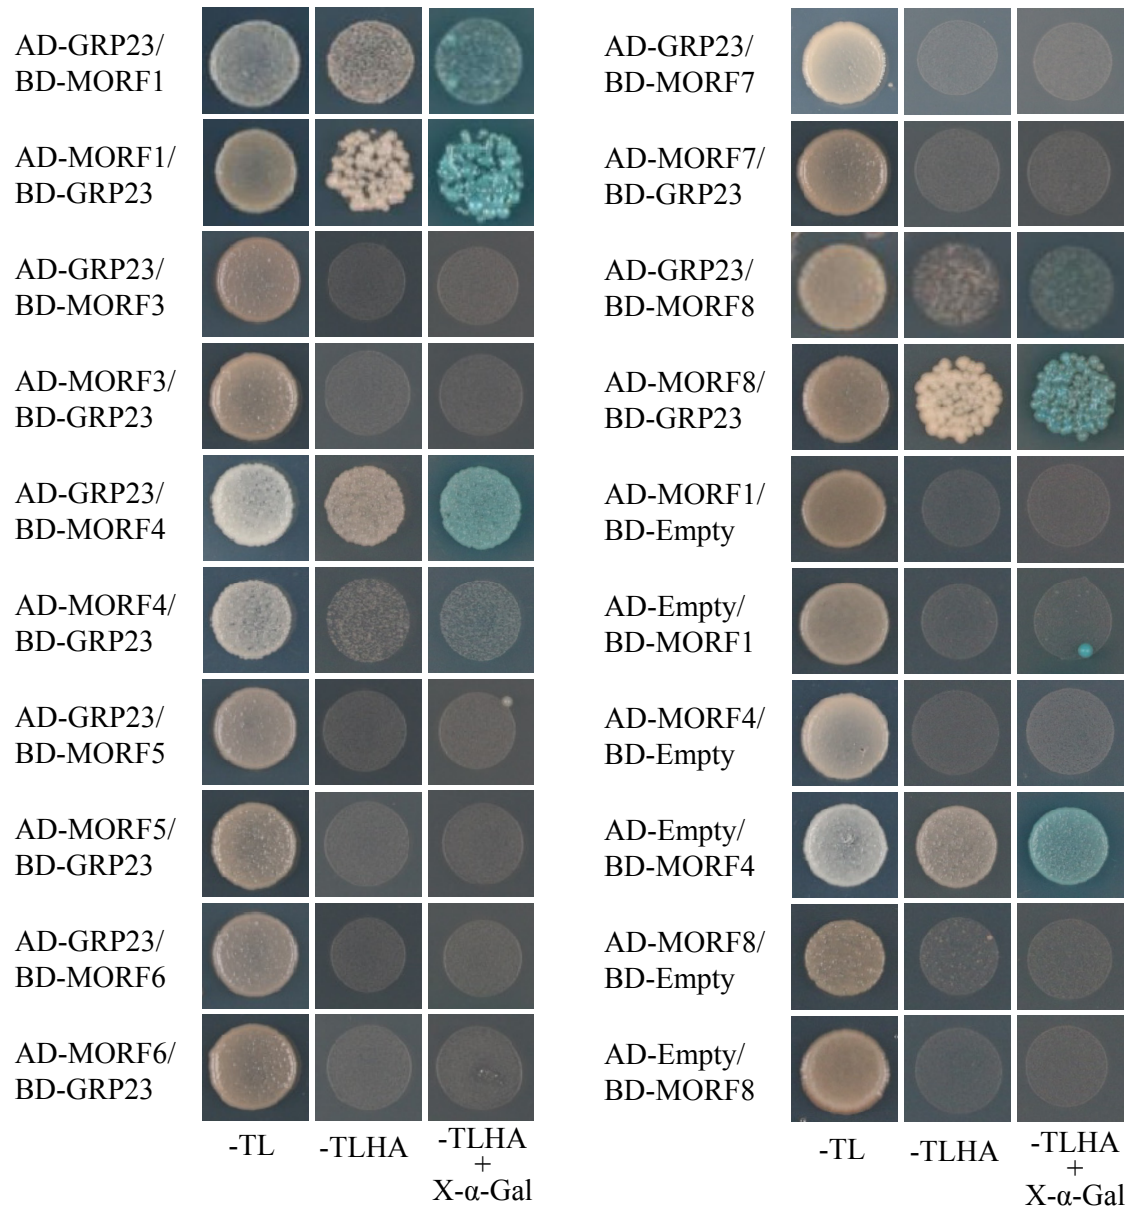 AD-GRP23/
BD-MORF1
AD-MORF1/
BD-GRP23
AD-GRP23/
BD-MORF3
AD-MORF3/
BD-GRP23
AD-GRP23/
BD-MORF4
AD-MORF4/
BD-GRP23
AD-GRP23/
BD-MORF5
AD-MORF5/
BD-GRP23
AD-GRP23/
BD-MORF6
AD-MORF6/
BD-GRP23
-TL
-TLHA
-TLHA
+
X-α-Gal
AD-GRP23/
BD-MORF7
AD-MORF7/
BD-GRP23
AD-GRP23/
BD-MORF8
AD-MORF8/
BD-GRP23
AD-MORF1/
BD-Empty
AD-Empty/
BD-MORF1
AD-MORF4/
BD-Empty
AD-Empty/
BD-MORF4
AD-MORF8/
BD-Empty
AD-Empty/
BD-MORF8
-TL
-TLHA
-TLHA
+
X-α-Gal